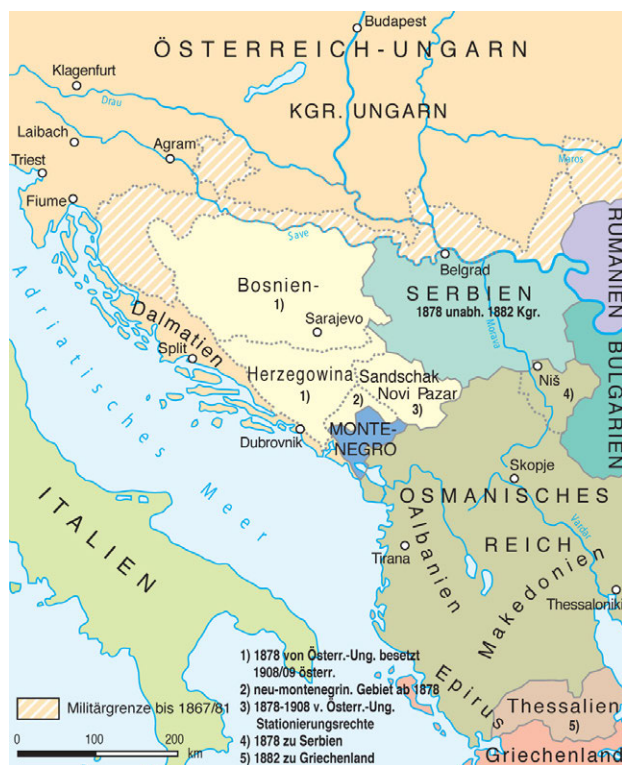 Budapest
ÖSTERREICH-UNGARN
Klagenfurt
Drau
KGR. UNGARN
Laibach
Agram
Triest
Maros
Fiume
Save
Belgrad
RUMÄNIEN
Bosnien-
1)
SERBIEN
1878 unabh. 1882 Kgr.
Morava
Adriatisches Meer
Dalmatien
Sarajevo
Split
BULGARIEN
Herzegowina
1)
Sandschak
Novi Pazar
2)
3)
Niš
4)
Dubrovnik
MONTE-
NEGRO
Skopje
OSMANISCHES
REICH
ITALIEN
Albanien
Vardar
Tirana
Makedonien
Thessaloniki
Epirus
Thessalien
5)
Griechenland
1) 1878 von Österr.-Ung. besetzt
1908/09 österr.
2) neu-montegrin. Gebiet ab 1878
3) 1878-1908 v. Österr.-Ung.
Stationierungsrechte
4) 1878 zu Serbien
5) 1882 zu Griechenland
Militärgrenze bis 1867/81
0 100 200
km